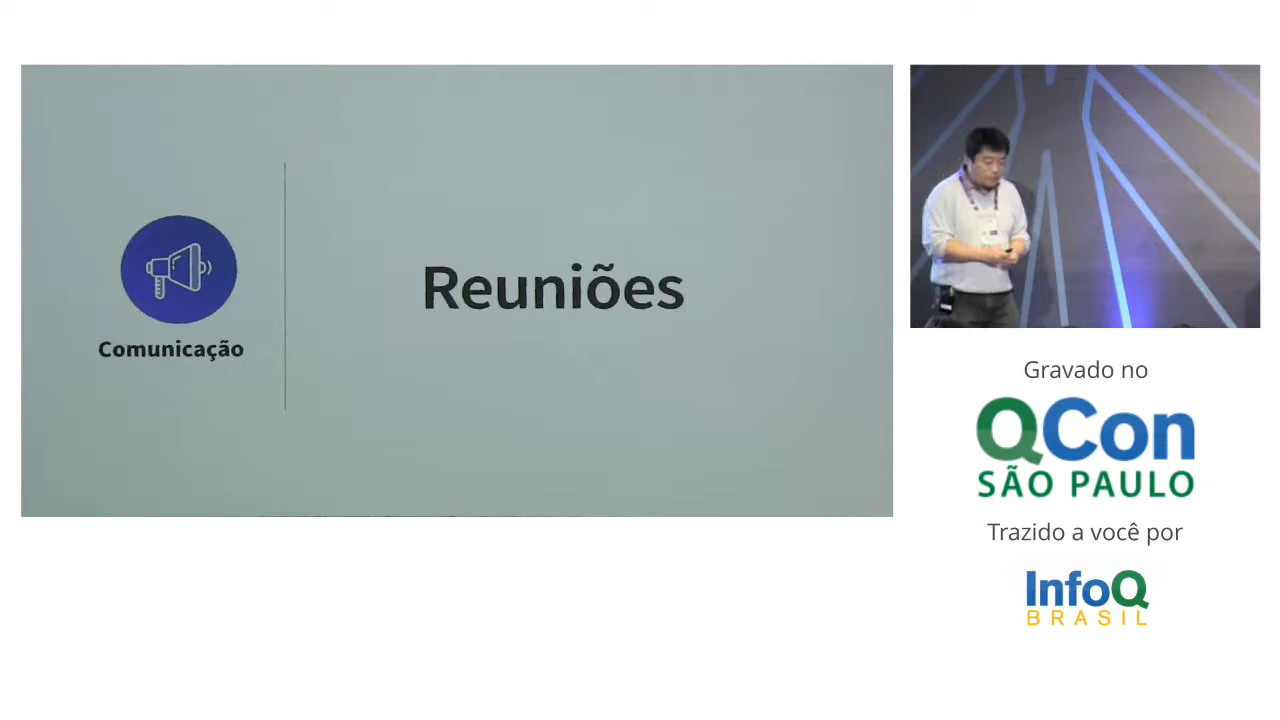 Comunicação
Reuniões
Gravado no
QCon
SÃO PAULO
Trazido a você por
InfoQ
BRASIL